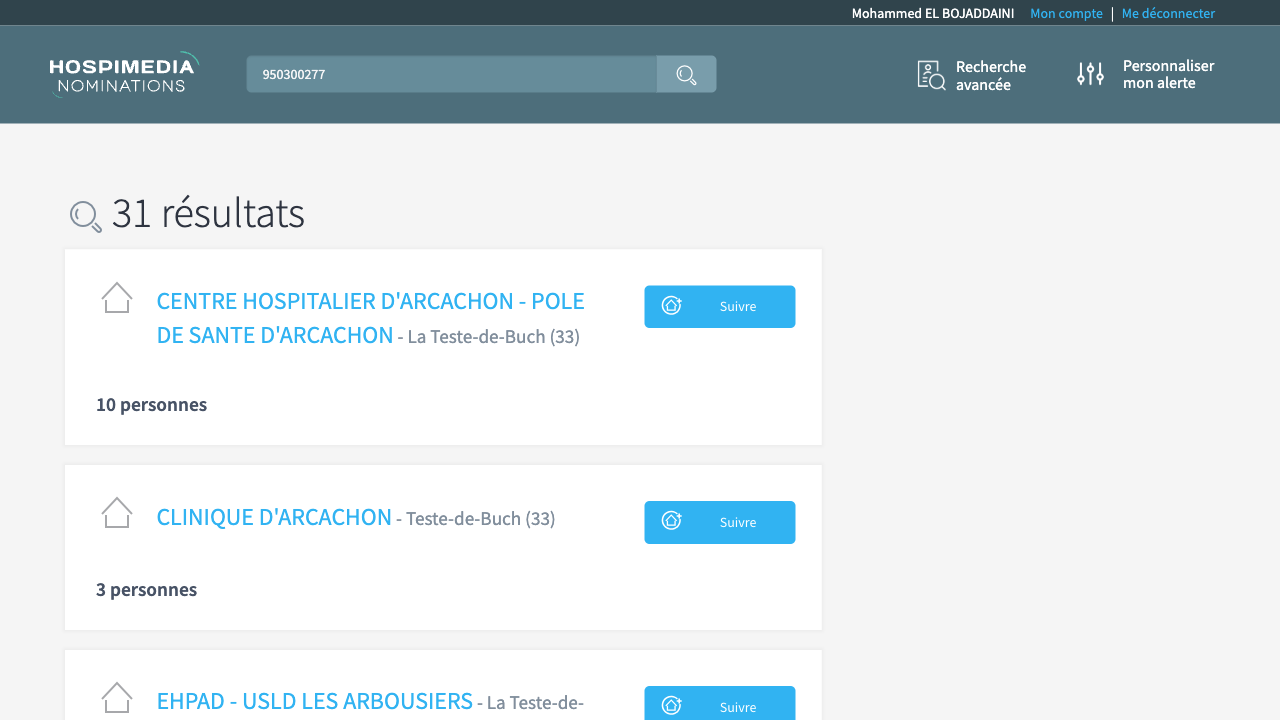 Mohammed EL BOJADDAINI Mon compte | Me déconnecter
HOSPIMEDIA
NOMINATIONS
950300277
Recherche
avancée
Personnaliser
mon alerte
31 résultats
CENTRE HOSPITALIER D'ARCACHON - POLE
DE SANTE D'ARCACHON - La Teste-de-Buch (33)
Suivre
10 personnes
CLINIQUE D'ARCACHON - Teste-de-Buch (33)
Suivre
3 personnes
EHPAD - USLD LES ARBOUSIERS - La Teste-de-
Suivre